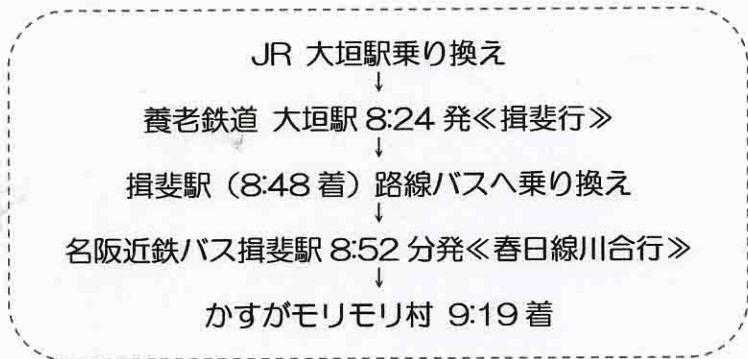 JR 大垣駅乗り換え
↓
養老鉄道 大垣駅 8:24 発≪揖斐行≫
↓
揖斐駅（8:48 着）路線バスへ乗り換え
↓
名阪近鉄バス揖斐駅 8:52 分発≪春日線川合行≫
↓
かすがモリモリ村 9:19 着